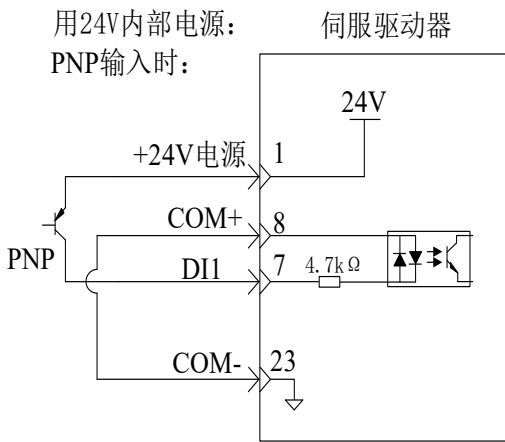 用24V内部电源：
伺服驱动器
PNP输入时：
24V
+24V电源 1
COM+ 8
PNP
DI1 7 4.7kΩ
COM- 23